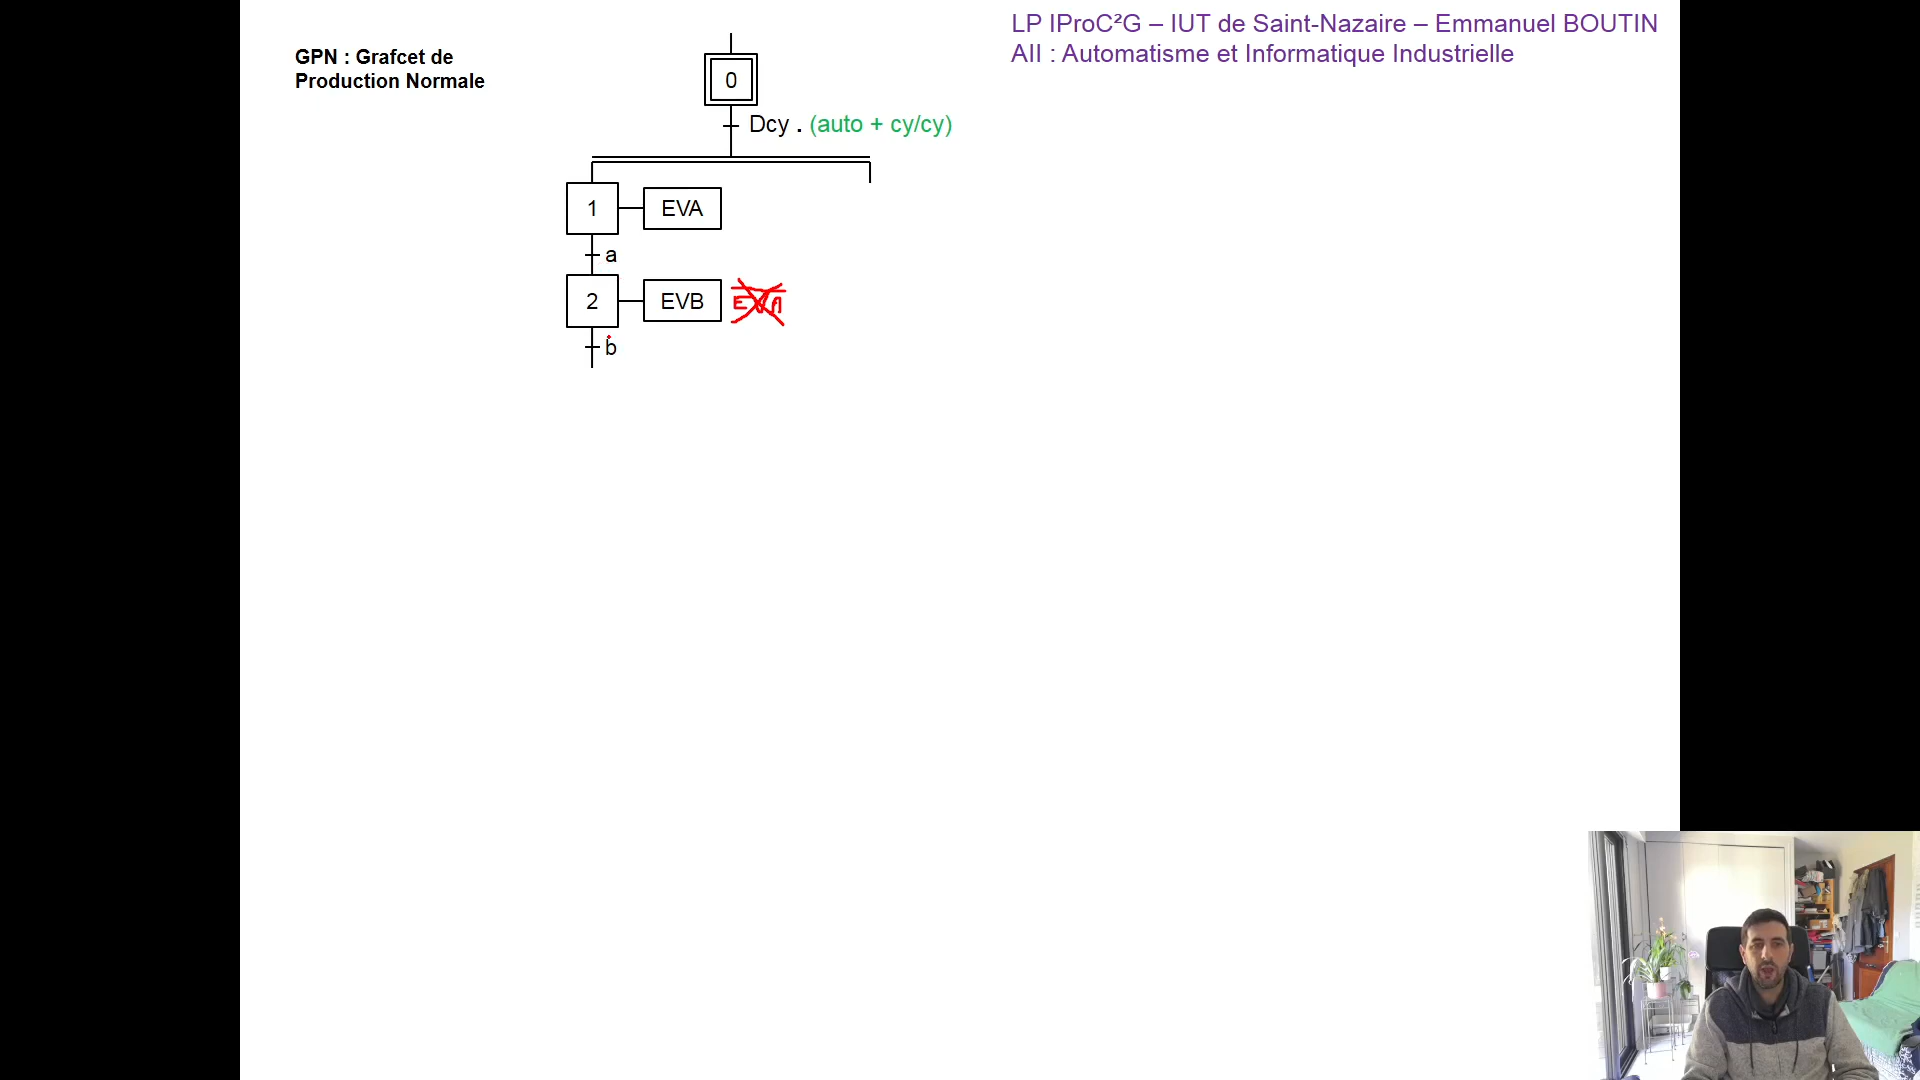 LP IProC²G – IUT de Saint-Nazaire – Emmanuel BOUTIN
AII : Automatisme et Informatique Industrielle
GPN : Grafcet de
Production Normale
0
Dcy . (auto + cy/cy)
1 EVA
a
2 EVB EVA
b